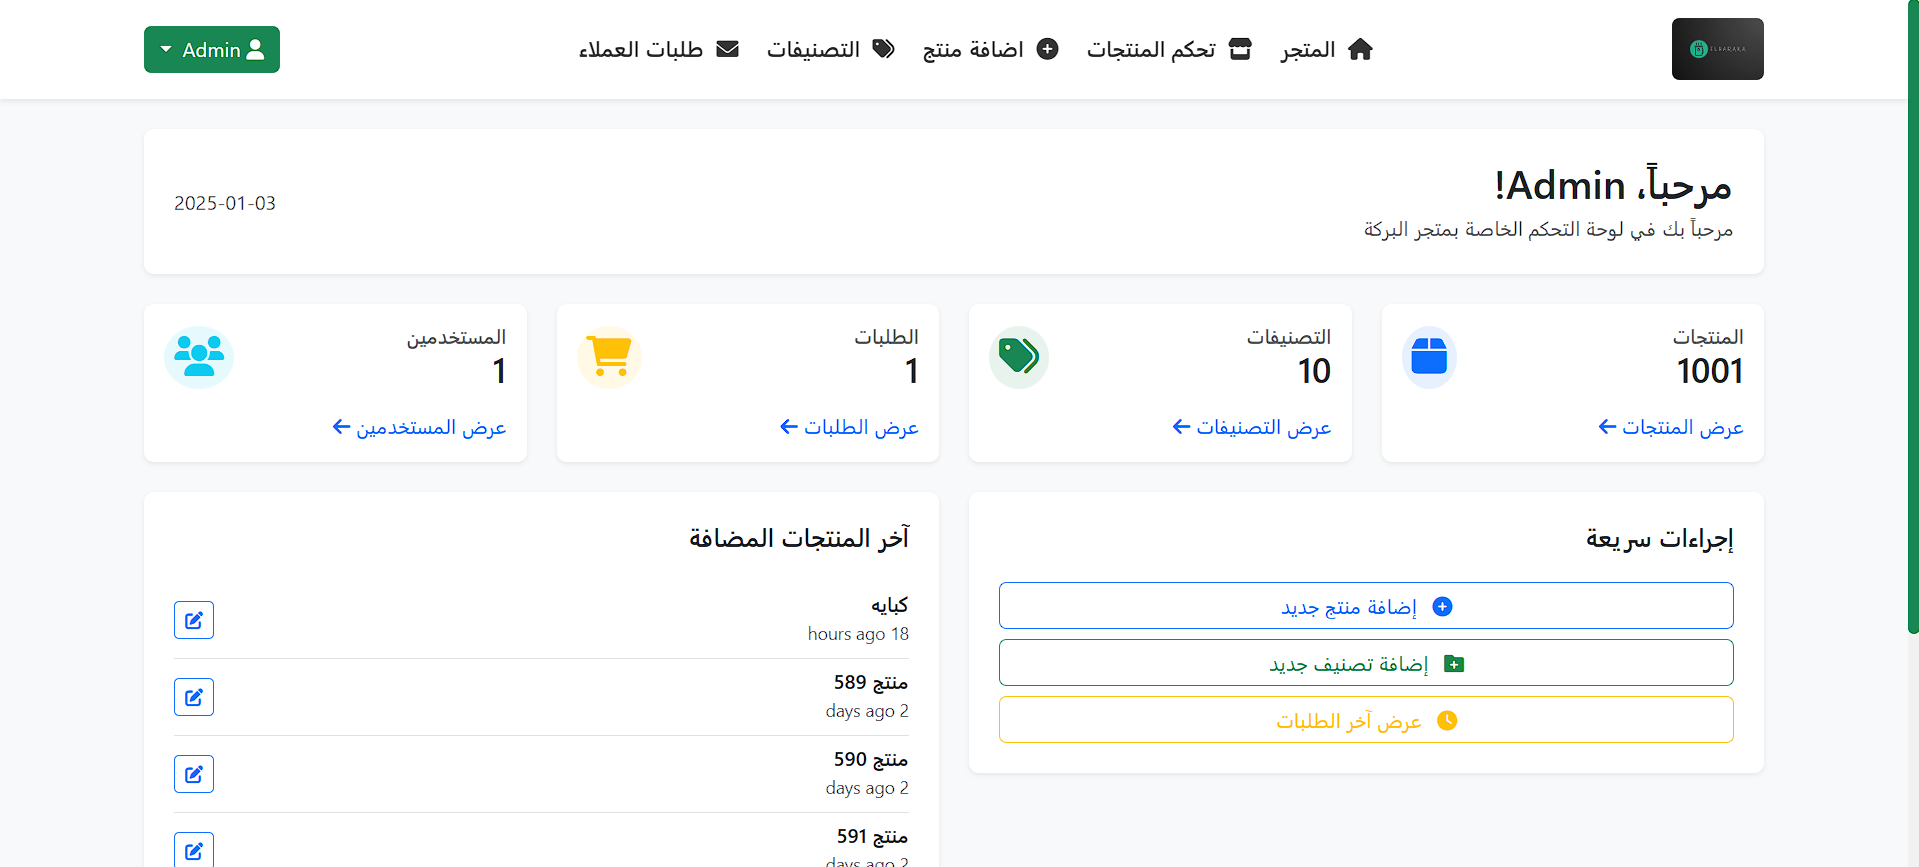 ELBARAKA
المتجر
تحكم المنتجات
اضافة منتج
التصنيفات
طلبات العملاء
Admin
مرحباً، Admin!
مرحباً بك في لوحة التحكم الخاصة بمتجر البركة
2025-01-03
المنتجات
1001
عرض المنتجات
التصنيفات
10
عرض التصنيفات
الطلبات
1
عرض الطلبات
المستخدمين
1
عرض المستخدمين
إجراءات سريعة
إضافة منتج جديد
إضافة تصنيف جديد
عرض آخر الطلبات
آخر المنتجات المضافة
كبايه
hours ago 18
منتج 589
days ago 2
منتج 590
days ago 2
منتج 591
days ago 2